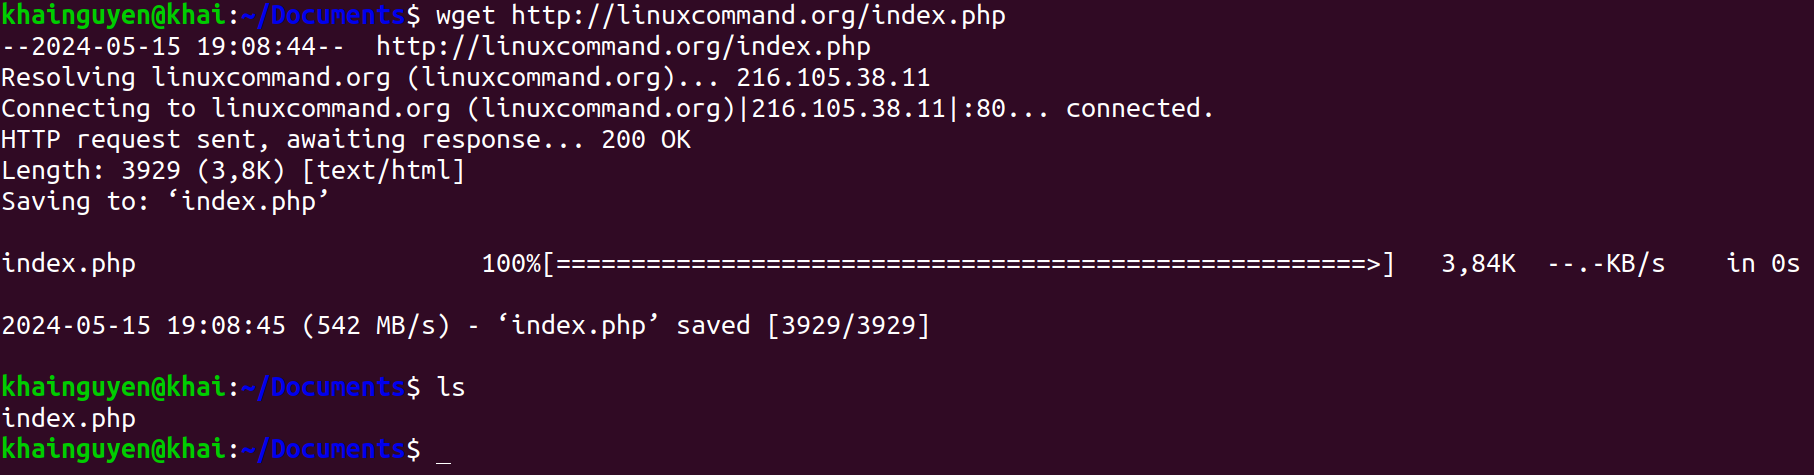 khainguyen@khai:~/Documents$ wget http://linuxcommand.org/index.php
--2024-05-15 19:08:44--  http://linuxcommand.org/index.php
Resolving linuxcommand.org (linuxcommand.org)... 216.105.38.11
Connecting to linuxcommand.org (linuxcommand.org)|216.105.38.11|:80... connected.
HTTP request sent, awaiting response... 200 OK
Length: 3929 (3,8K) [text/html]
Saving to: ‘index.php’
index.php                       100%[======================================================>]   3,84K  --.-KB/s    in 0s
2024-05-15 19:08:45 (542 MB/s) - ‘index.php’ saved [3929/3929]
khainguyen@khai:~/Documents$ ls
index.php
khainguyen@khai:~/Documents$ _